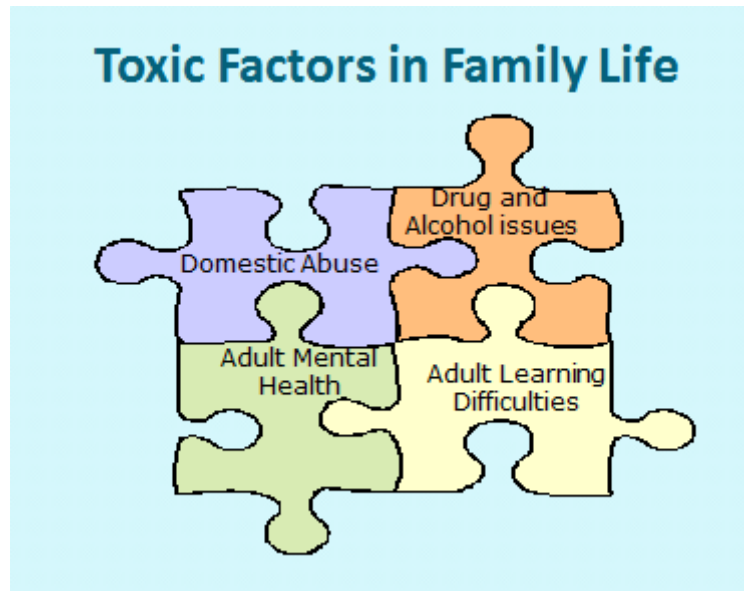 Toxic Factors in Family Life
Drug and
Alcohol issues
Domestic Abuse
Adult Mental
Health
Adult Learning
Difficulties